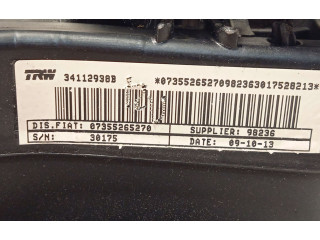 TRW 34112938B *07355265270982363017528213*
DIS.FIAT: 07355265270 SUPPLIER: 98236
S/N: 30175 DATE: 09-10-13